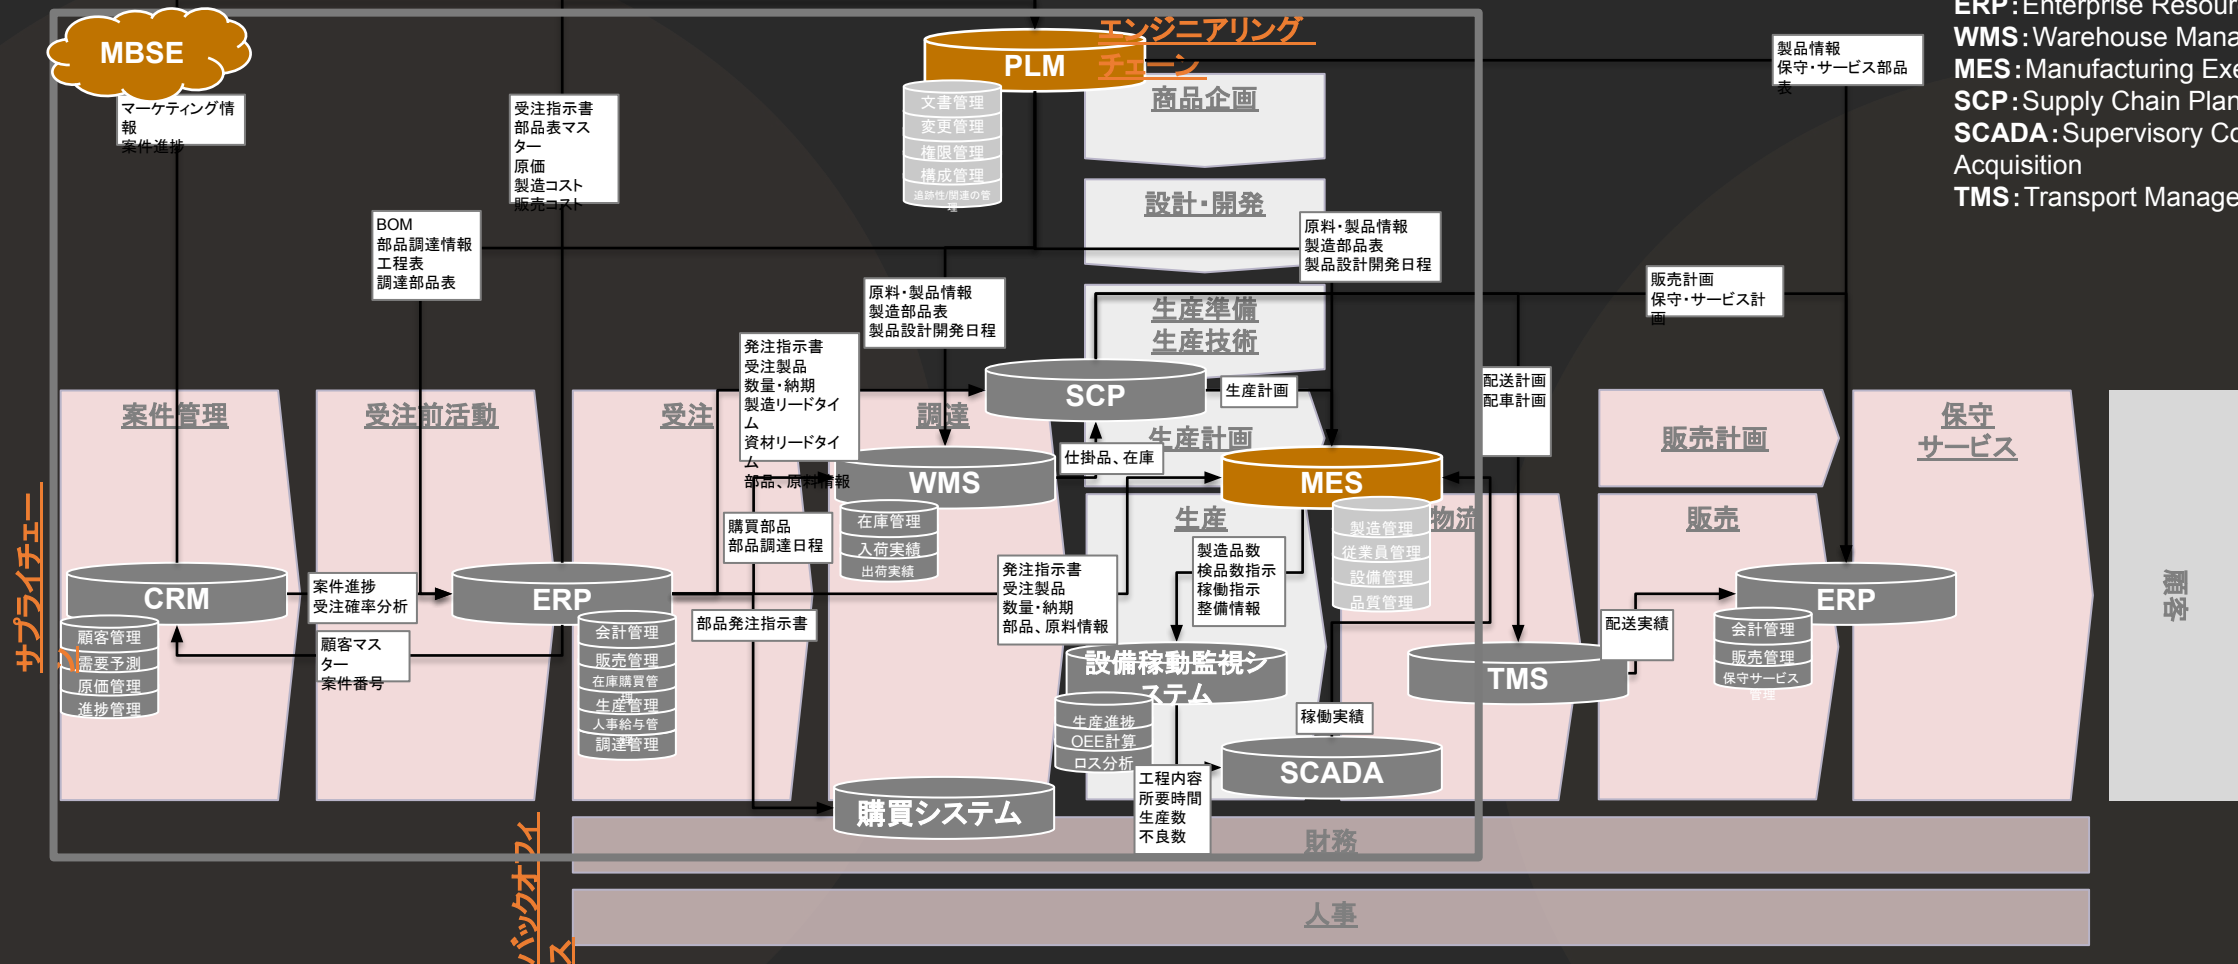 MBSE
マーケティング情
報
案件進捗
受注指示書
部品表マス
ター
原価
製造コスト
販売コスト
エンジニアリング
チェーン
PLM
文書管理
変更管理
権限管理
構成管理
追跡性/関連の管
理
商品企画
設計・開発
生産準備
生産技術
製品情報
保守・サービス部品
表
WMS:Warehouse
MES:Manufacturing
SCP:Supply Chain
SCADA:Supervisory
Acquisition
TMS:Transport
ERP:Enterprise
BOM
部品調達情報
工程表
調達部品表
原料・製品情報
製造部品表
製品設計開発日程
原料・製品情報
製造部品表
製品設計開発日程
販売計画
保守・サービス計
画
発注指示書
受注製品
数量・納期
製造リードタイ
ム
資材リードタイ
ム
部品、原料情報
SCP
生産計画
配送計画
配車計画
案件管理
受注前活動
受注
調達
生産計画
販売計画
保守
サービス
仕掛品、在庫
WMS
在庫管理
入荷実績
出荷実績
MES
製造管理
従業員管理
設備管理
品質管理
生産
物流
販売
サプライチェー
ン
購買部品
部品調達日程
製造品数
検品数指示
稼働指示
整備情報
発注指示書
受注製品
数量・納期
部品、原料情報
CRM
顧客管理
需要予測
原価管理
進捗管理
案件進捗
受注確率分析
顧客マス
ター
案件番号
ERP
会計管理
販売管理
在庫購買管
理
生産管理
人事給与管
理
調達管理
部品発注指示書
設備稼動監視シ
ステム
生産進捗
OEE計算
ロス分析
TMS
配送実績
ERP
会計管理
販売管理
保守サービス
管理
顧客
稼働実績
SCADA
工程内容
所要時間
生産数
不良数
購買システム
バックオフィ
ス
財務
人事